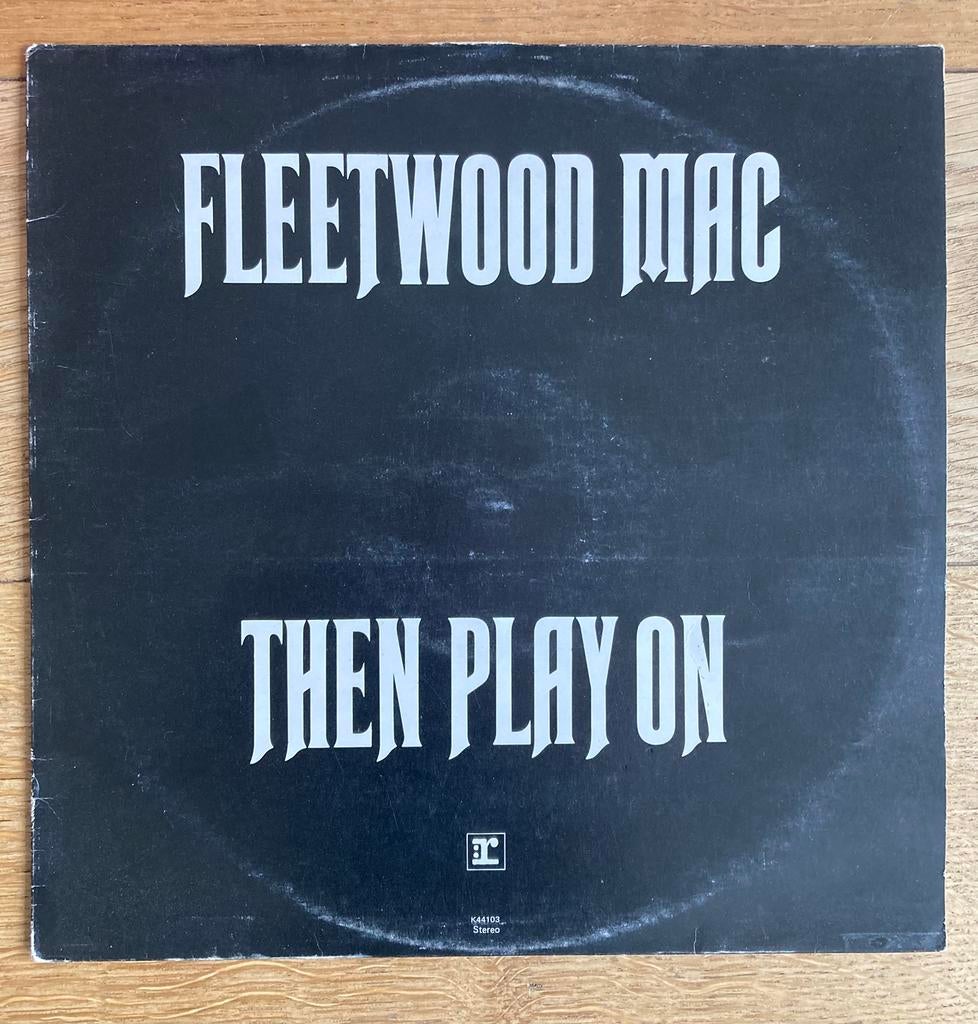 FLEETWOOD MAC
THEN PLAY ON
:r
K44103
Stereo